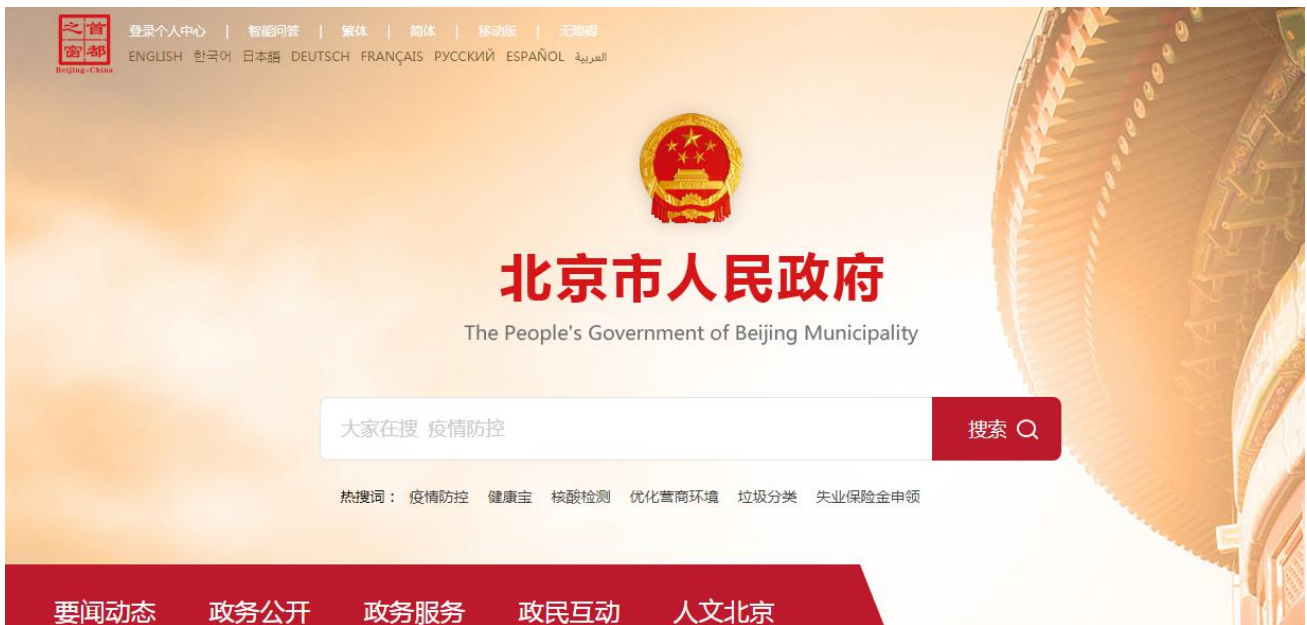 首都之窗
Beijing-China
登录个人中心 | 智能问答 | 繁体 | 简体 | 移动版 | 无障碍
ENGLISH 한국어 日本語 DEUTSCH FRANÇAIS РУССКИЙ ESPAÑOL العربية
北京市人民政府
The People's Government of Beijing Municipality
大家在搜 疫情防控
搜索
热搜词： 疫情防控 健康宝 核酸检测 优化营商环境 垃圾分类 失业保险金申领
要闻动态 政务公开 政务服务 政民互动 人文北京